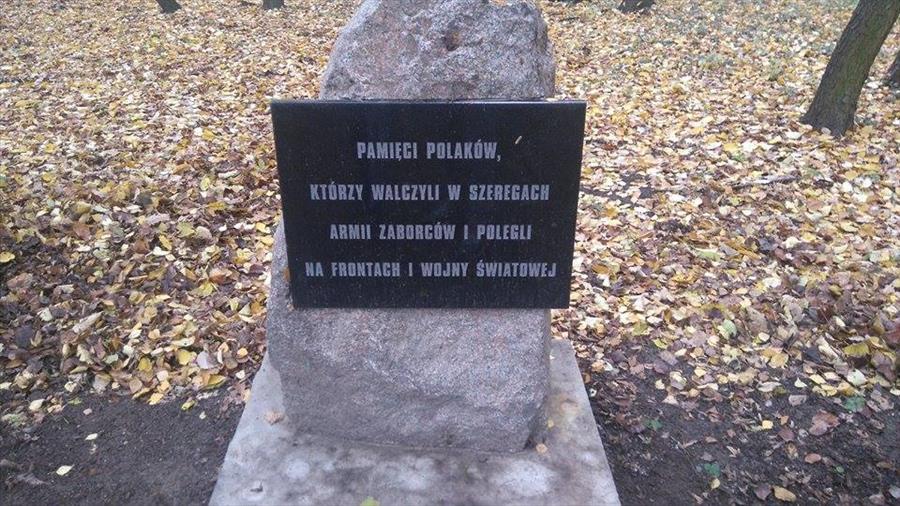 PAMIĘCI POLAKÓW,
KTÓRZY WALCZYLI W SZEREGACH
ARMII ZABORCÓW I POLEGLI
NA FRONTACH I WOJNY ŚWIATOWEJ